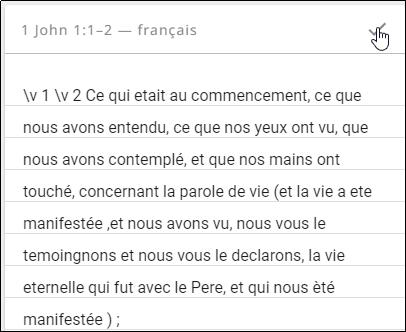 1 John 1:1–2 — français
\v 1 \v 2 Ce qui etait au commencement, ce que
nous avons entendu, ce que nos yeux ont vu, que
nous avons contemplé, et que nos mains ont
touché, concernant la parole de vie (et la vie a ete
manifestée ,et nous avons vu, nous vous le
temoingnons et nous vous le declarons, la vie
eternelle qui fut avec le Pere, et qui nous èté
manifestée ) ;